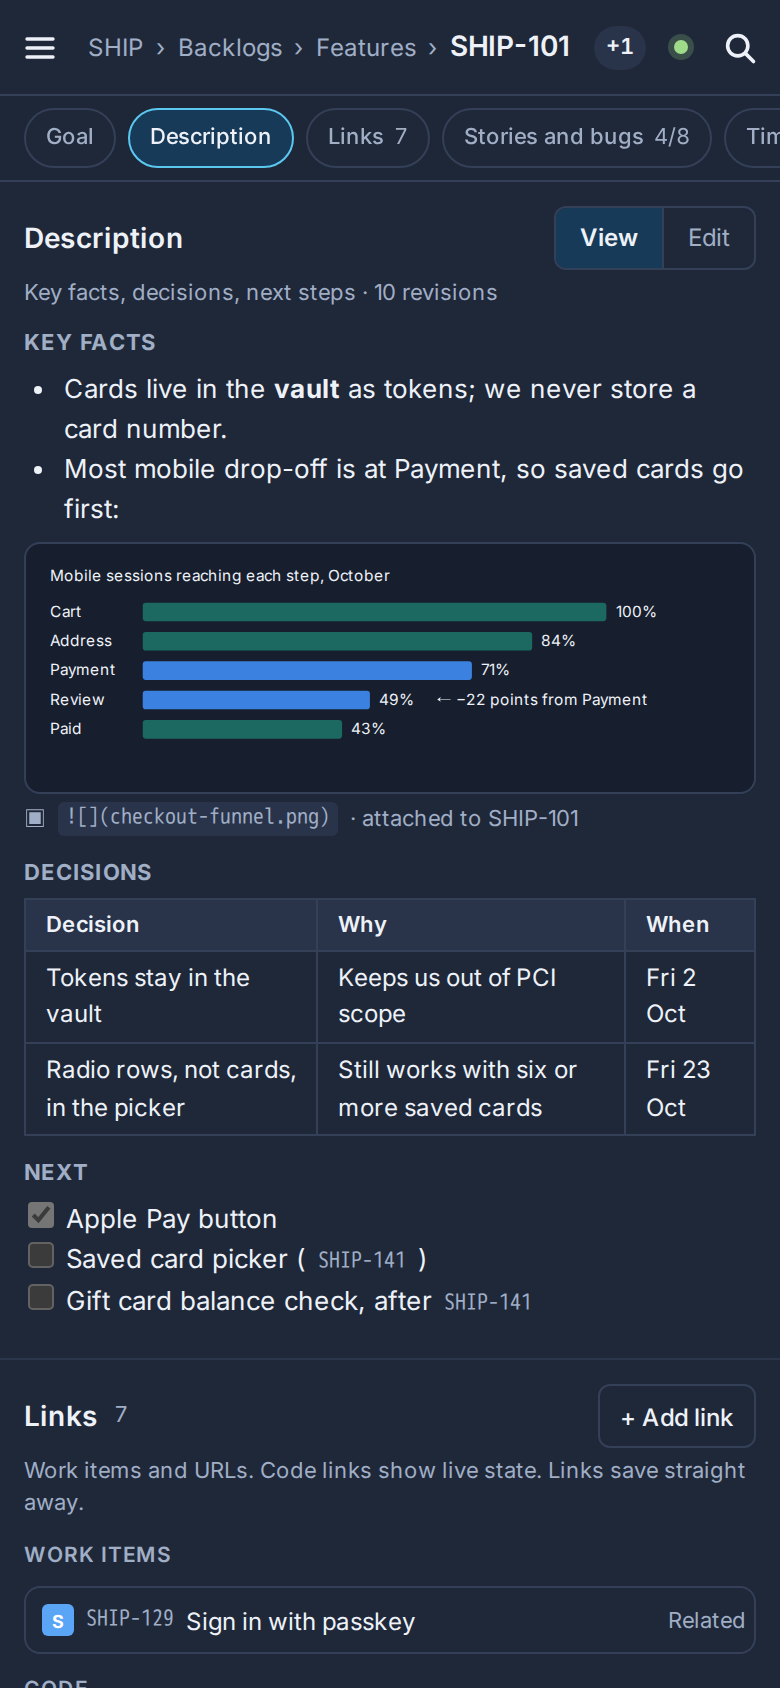 SHIP › Backlogs › Features › SHIP-101 +1
Goal Description Links 7 Stories and bugs 4/8 Tim
Description View Edit
Key facts, decisions, next steps · 10 revisions
KEY FACTS
• Cards live in the vault as tokens; we never store a
card number.
• Most mobile drop-off is at Payment, so saved cards go
first:
Mobile sessions reaching each step, October
Cart 100%
Address 84%
Payment 71%
Review 49% ← −22 points from Payment
Paid 43%
▣ ![](checkout-funnel.png) · attached to SHIP-101
DECISIONS
Decision Why When
Tokens stay in the Keeps us out of PCI Fri 2
vault scope Oct
Radio rows, not cards, Still works with six or Fri 23
in the picker more saved cards Oct
NEXT
Apple Pay button
Saved card picker ( SHIP-141 )
Gift card balance check, after SHIP-141
Links 7 + Add link
Work items and URLs. Code links show live state. Links save straight
away.
WORK ITEMS
S SHIP-129 Sign in with passkey Related
CODE